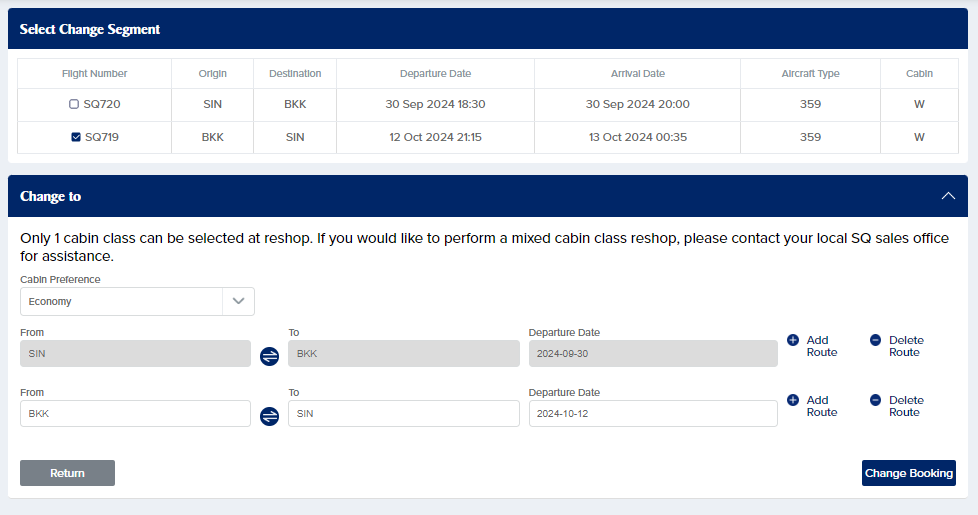 Select Change Segment
Flight Number Origin Destination Departure Date Arrival Date Aircraft Type Cabin
SQ720 SIN BKK 30 Sep 2024 18:30 30 Sep 2024 20:00 359 W
SQ719 BKK SIN 12 Oct 2024 21:15 13 Oct 2024 00:35 359 W
Change to
Only 1 cabin class can be selected at reshop. If you would like to perform a mixed cabin class reshop, please contact your local SQ sales office
for assistance.
Cabin Preference
Economy
From To Departure Date
SIN BKK 2024-09-30 Add Route Delete Route
From To Departure Date
BKK SIN 2024-10-12 Add Route Delete Route
Return Change Booking